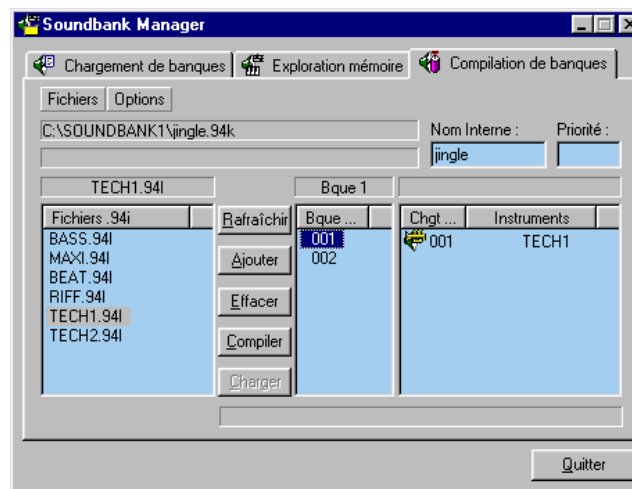 Soundbank Manager
Chargement de banques
Exploration mémoire
Compilation de banques
Fichiers
Options
C:\SOUNDBANK1\jingle.94k
Nom Interne :
Priorité :
jingle
TECH1.94I
Bque 1
Fichiers .94i
BASS.94I
MAXI.94I
BEAT.94I
RIFF.94I
TECH1.94I
TECH2.94I
Rafraîchir
Ajouter
Effacer
Compiler
Charger
Bque ...
001
002
Chgt ...
Instruments
001
TECH1
Quitter